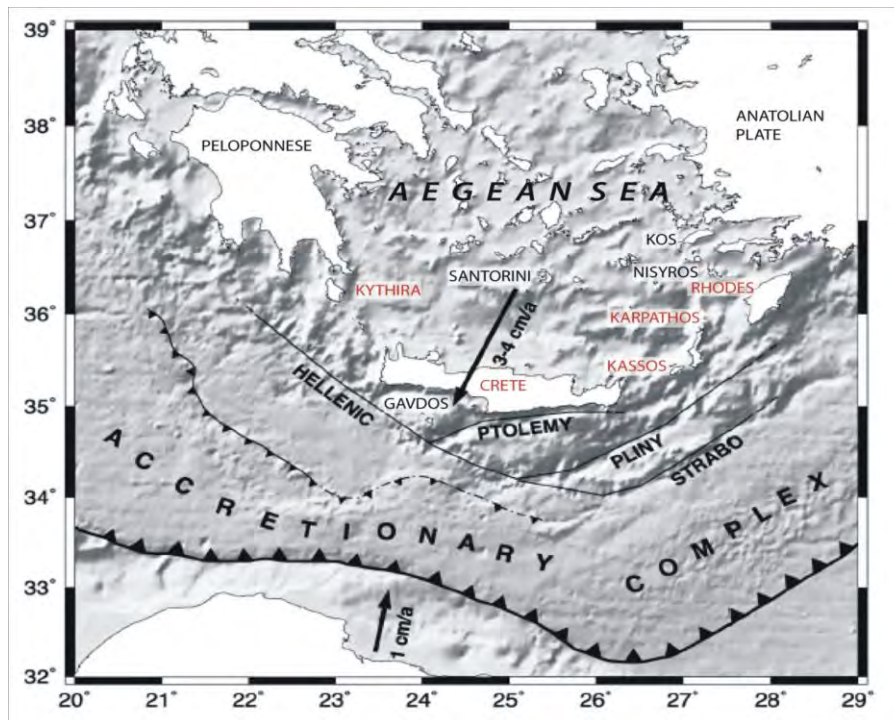 39°
38°
37°
36°
35°
34°
33°
32°
PELOPONNESE
ANATOLIAN
PLATE
AEGEAN SEA
KOS
SANTORINI
NISYROS
KYTHIRA
RHODES
KARPATHOS
3-4 cm/a
KASSOS
CRETE
HELLENIC
GAVDOS
PTOLEMY
PLINY
STRABO
ACCRETIONARY COMPLEX
1 cm/a
20° 21° 22° 23° 24° 25° 26° 27° 28° 29°